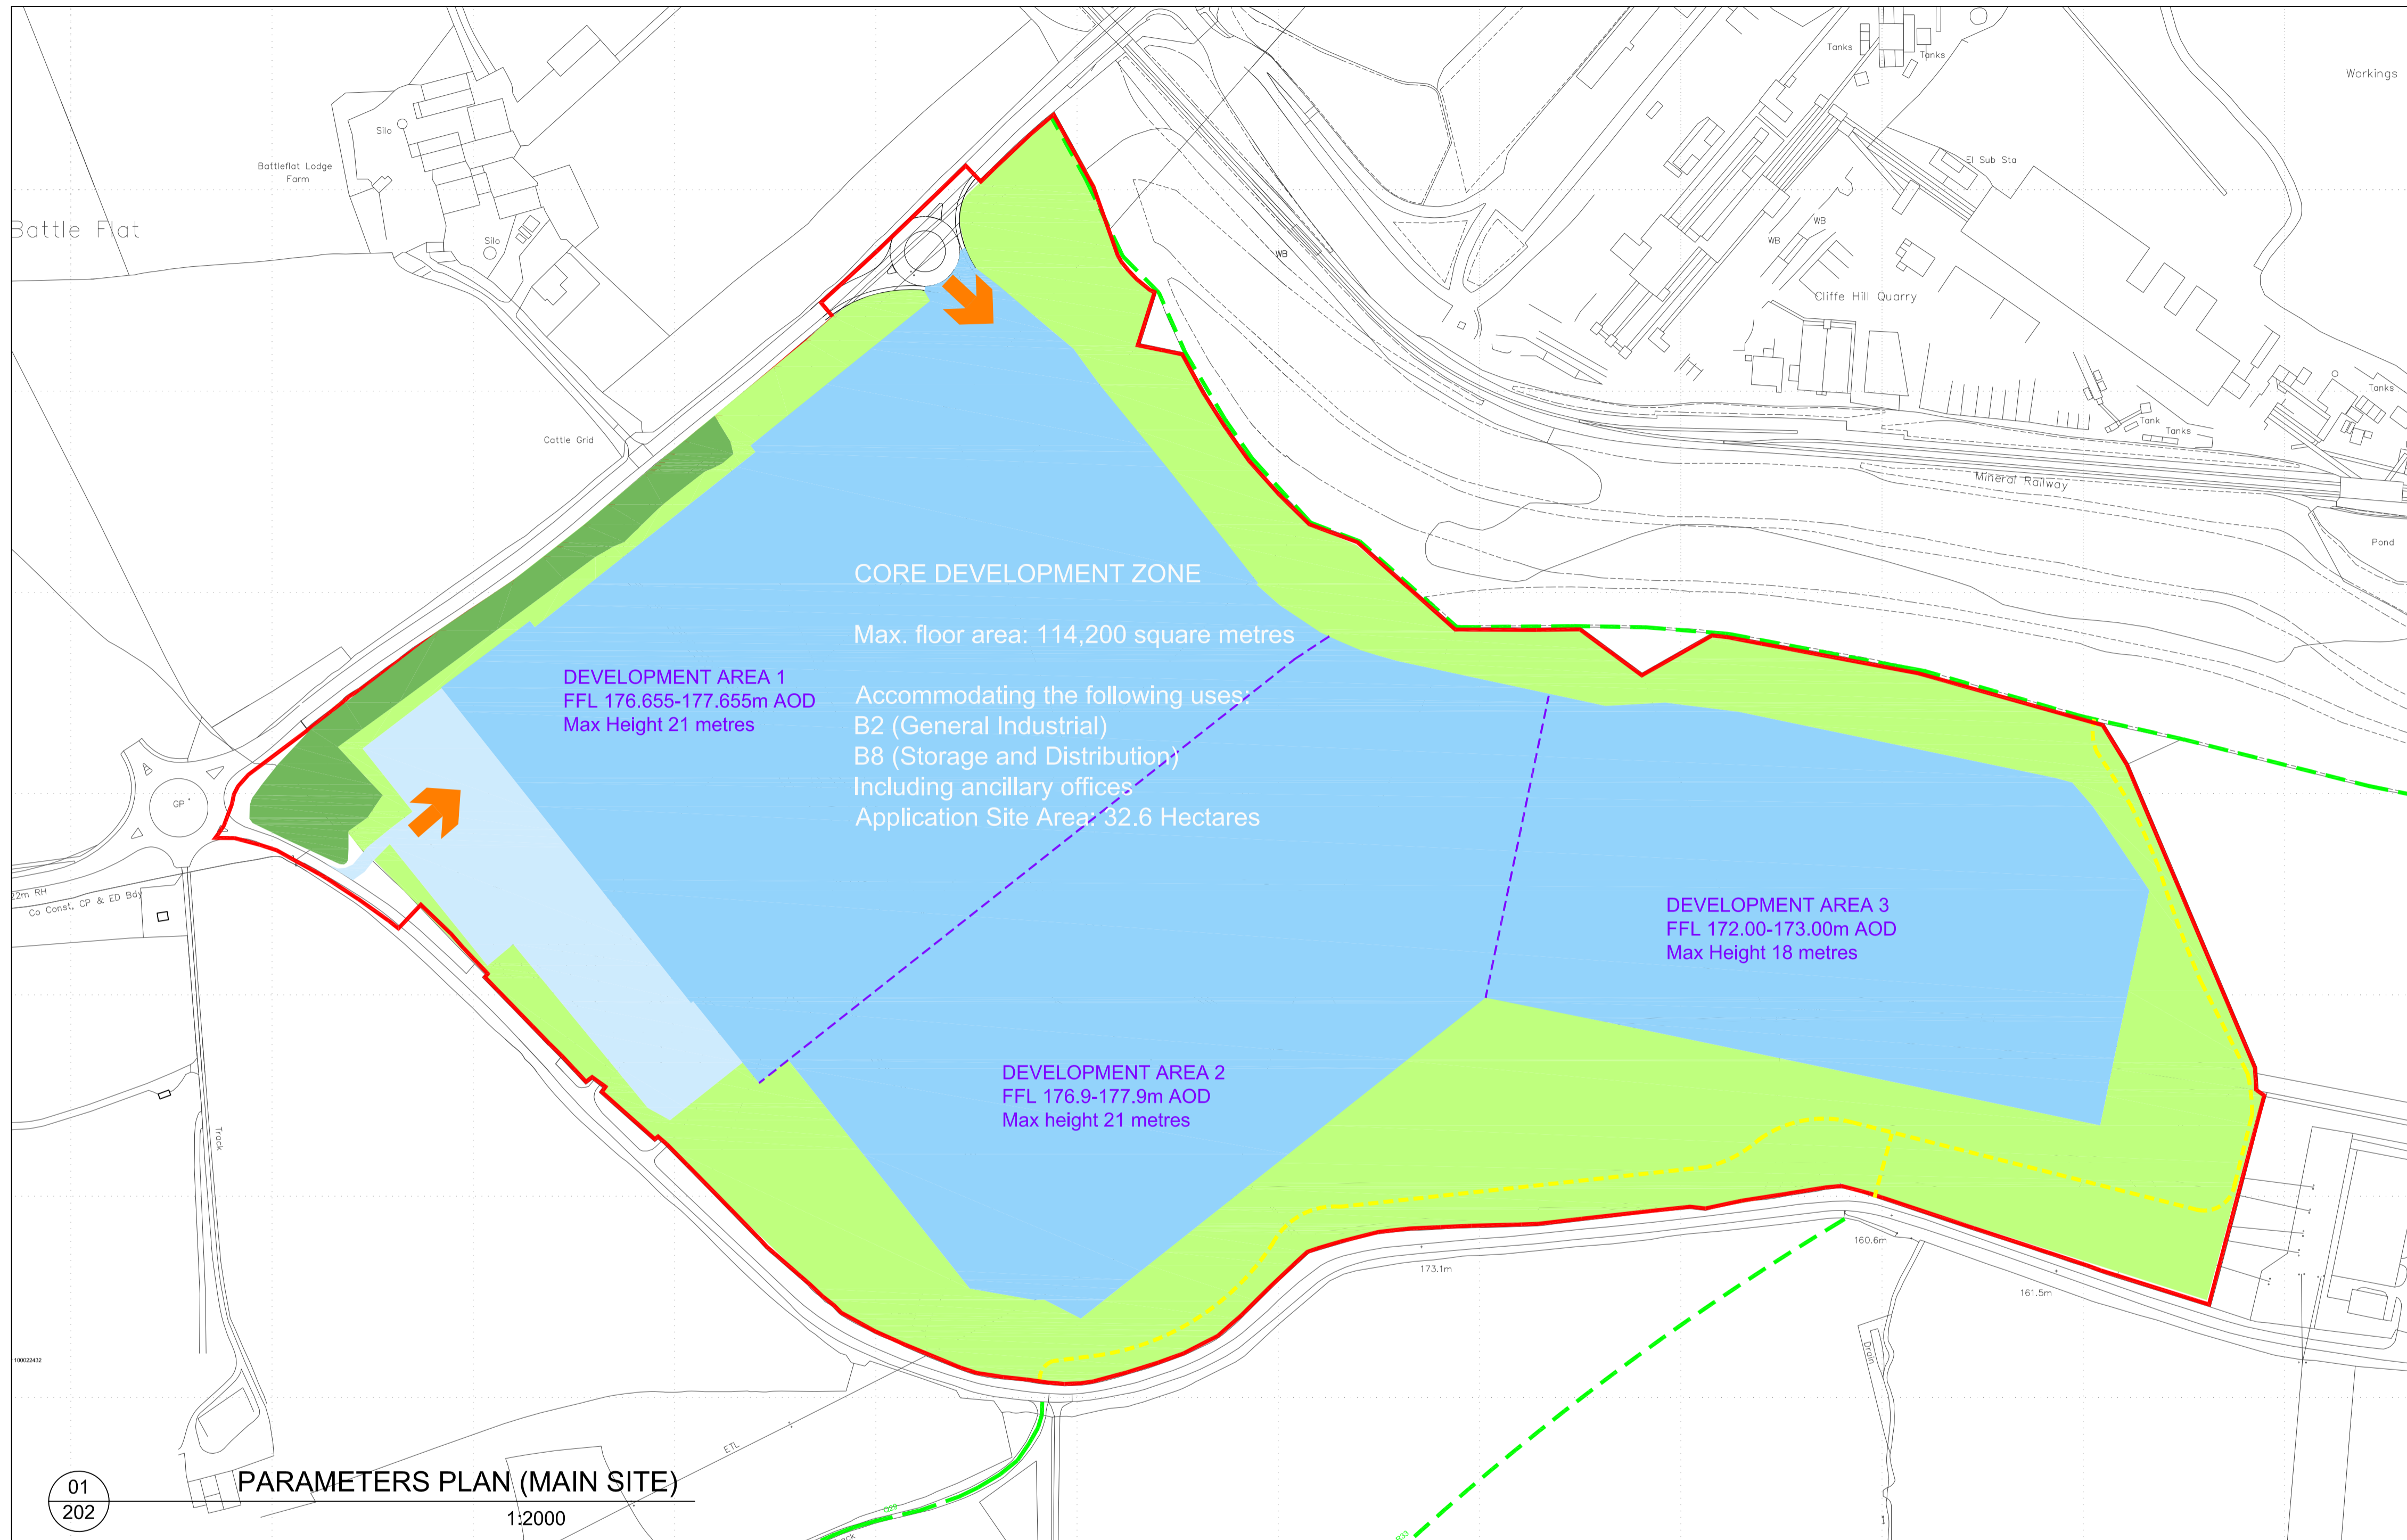 Battle Flat
Battleflat Lodge
Farm
Silo
Silo
Cattle Grid
WB
Tanks
Tanks
Workings
El Sub Sta
WB
WB
Cliffe Hill Quarry
Tanks
Tank
Tanks
Mineral Railway
Pond
CORE DEVELOPMENT ZONE
Max. floor area: 114,200 square metres
Accommodating the following uses:
B2 (General Industrial)
B8 (Storage and Distribution)
Including ancillary offices
Application Site Area: 32.6 Hectares
DEVELOPMENT AREA 1
FFL 176.655-177.655m AOD
Max Height 21 metres
GP
22m RH
Co Const, CP & ED Bdy
DEVELOPMENT AREA 3
FFL 172.00-173.00m AOD
Max Height 18 metres
DEVELOPMENT AREA 2
FFL 176.9-177.9m AOD
Max height 21 metres
Track
173.1m
160.6m
161.5m
Drain
ETL
100022432
01
202
PARAMETERS PLAN (MAIN SITE)
1:2000